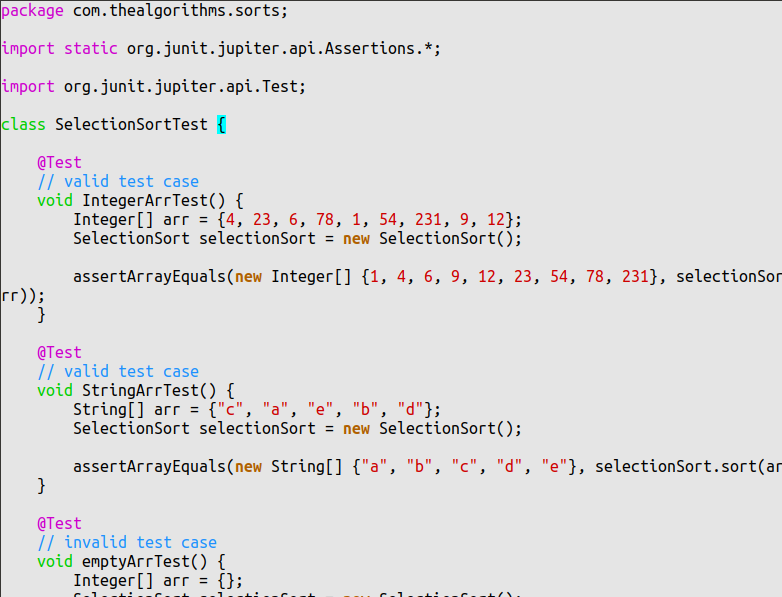 package com.thealgorithms.sorts;
import static org.junit.jupiter.api.Assertions.*;
import org.junit.jupiter.api.Test;
class SelectionSortTest {
@Test
// valid test case
void IntegerArrTest() {
Integer[] arr = {4, 23, 6, 78, 1, 54, 231, 9, 12};
SelectionSort selectionSort = new SelectionSort();
assertArrayEquals(new Integer[] {1, 4, 6, 9, 12, 23, 54, 78, 231}, selectionSor
rr));
}
@Test
// valid test case
void StringArrTest() {
String[] arr = {"c", "a", "e", "b", "d"};
SelectionSort selectionSort = new SelectionSort();
assertArrayEquals(new String[] {"a", "b", "c", "d", "e"}, selectionSort.sort(ar
}
@Test
// invalid test case
void emptyArrTest() {
Integer[] arr = {};
SelectionSort selectionSort = new SelectionSort();